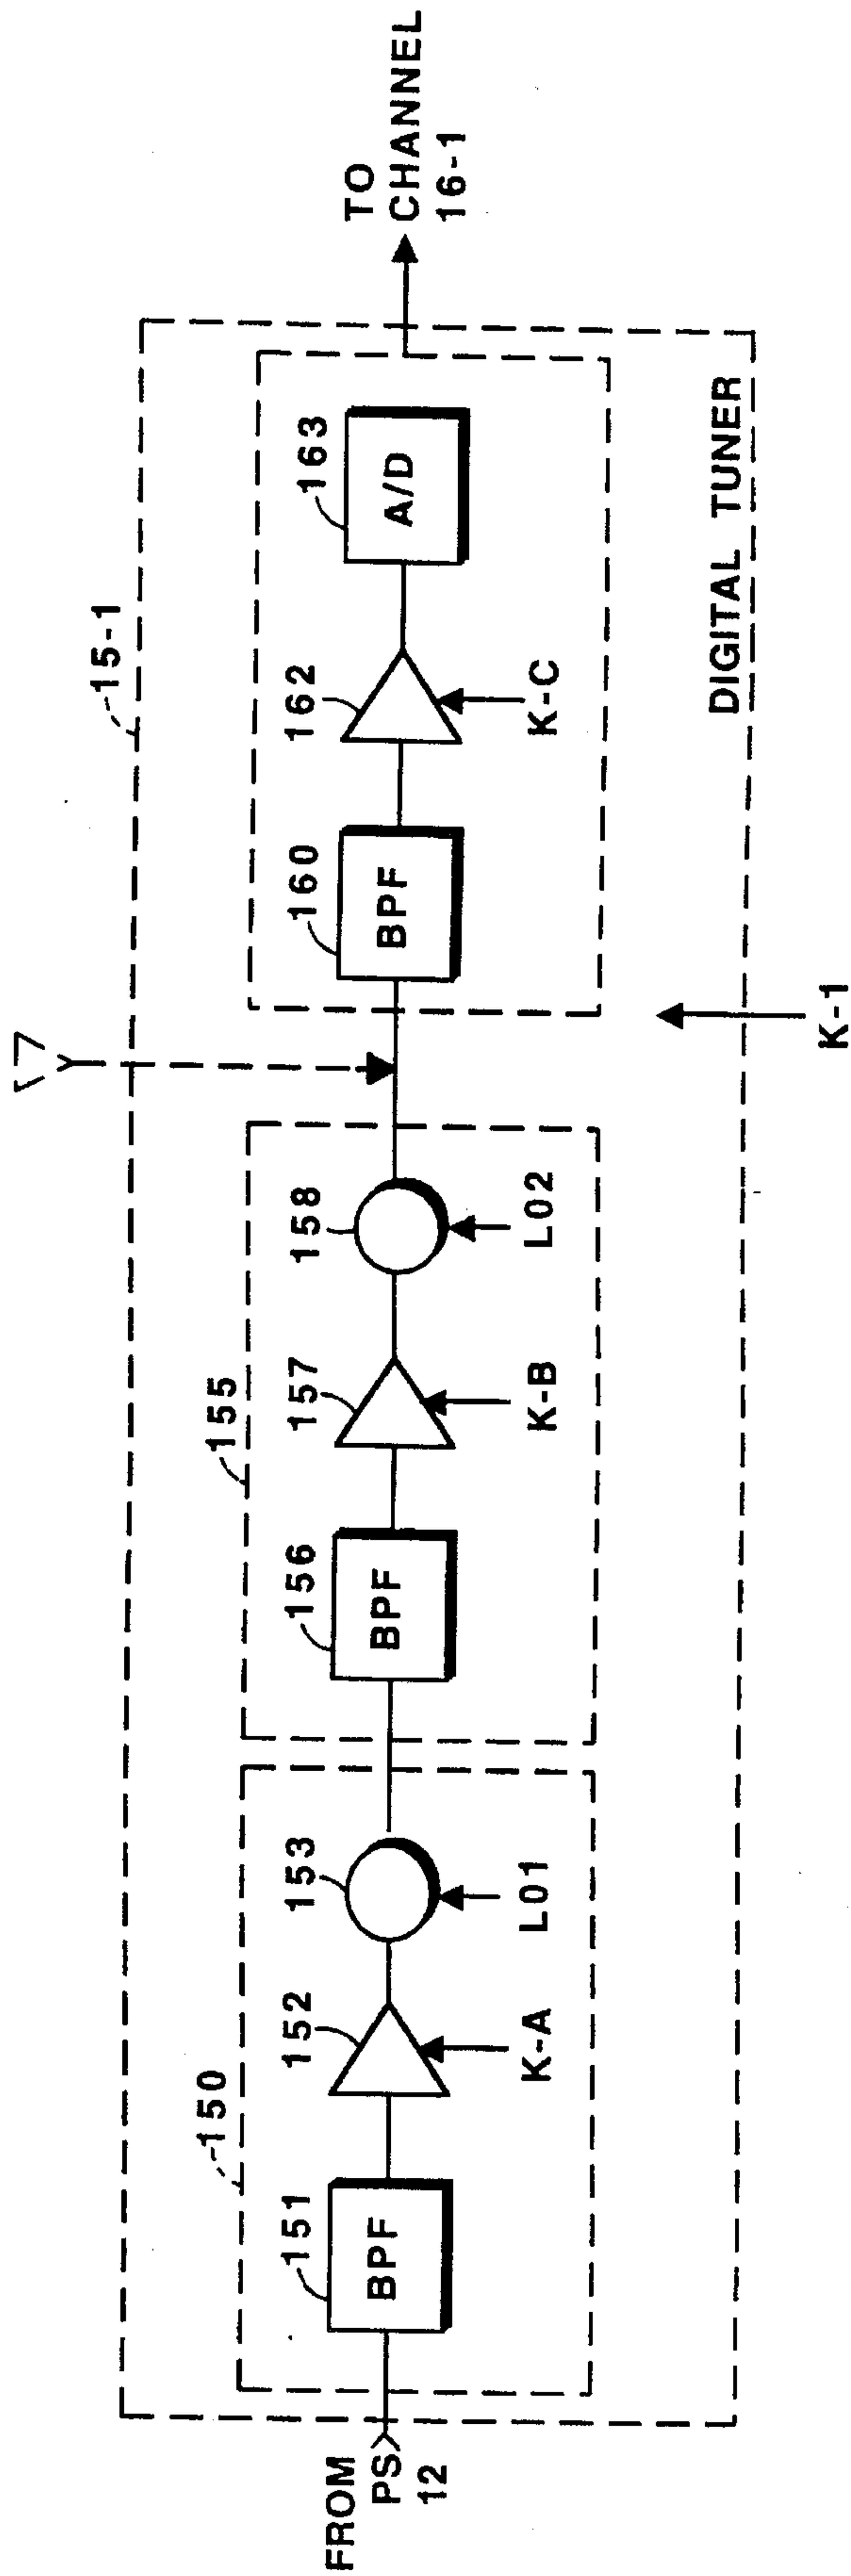 15-1
150
155
151
BPF
152
153
156
BPF
157
158
160
BPF
162
163
A/D
K-A
L01
K-B
L02
K-C
FROM
PS
12
TO
CHANNEL
16-1
DIGITAL TUNER
K-1